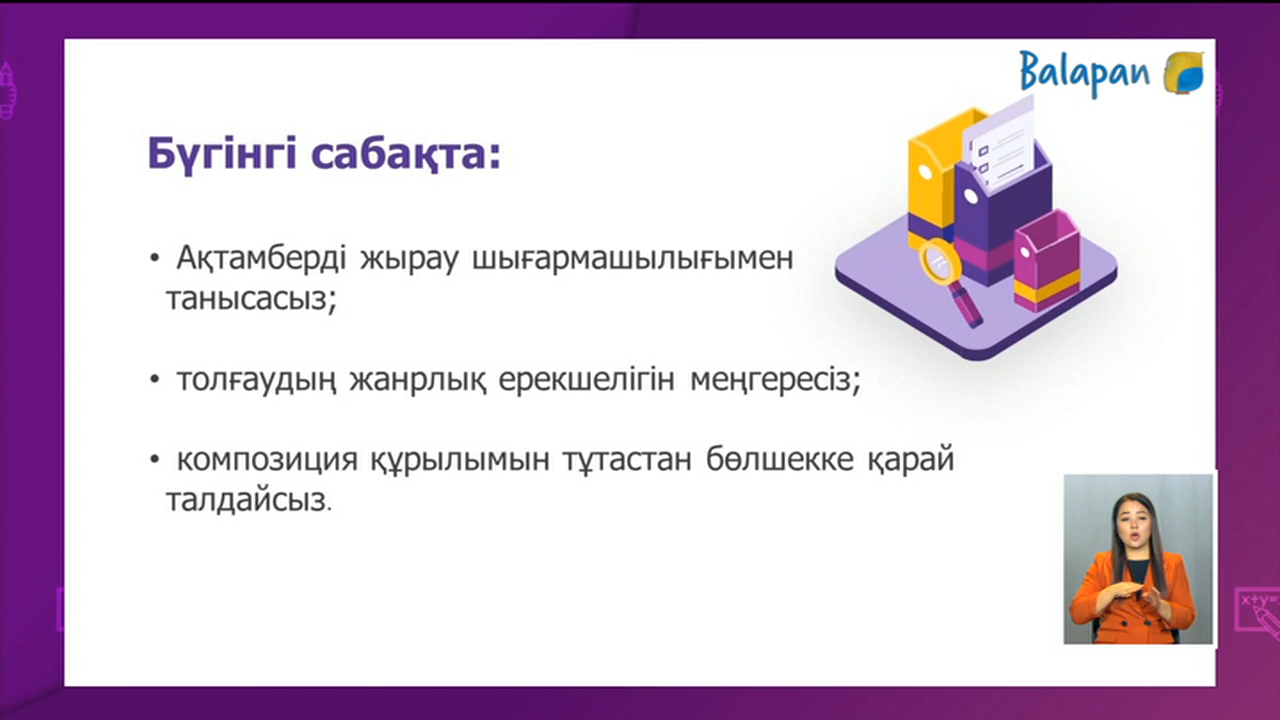 Balapan
Бүгінгі сабақта:
• Ақтамберді жырау шығармашылығымен
танысасыз;
• толғаудың жанрлық ерекшелігін меңгересіз;
• композиция құрылымын тұтастан бөлшекке қарай
талдайсыз.
x+y=